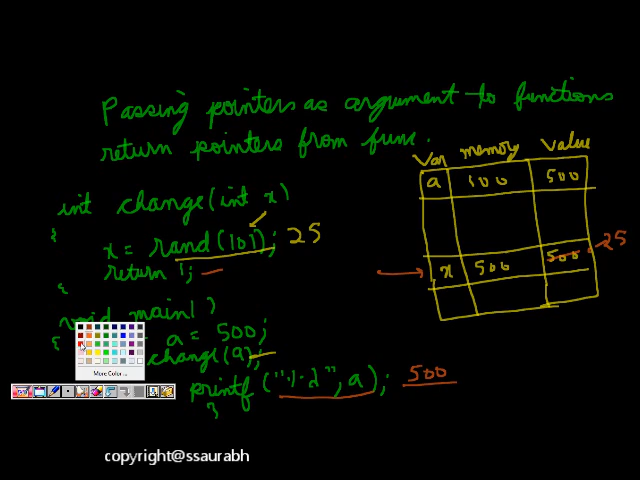 Passing pointers as argument to functions
return pointers from func.
Var memory Value
a 100 500
int change(int x)
{
x = rand(10); 25
return 1;
x 500 500 25
{
void main()
{
a = 500;
change(a);
printf("%d", a); 500
}
More Color...
copyright@ssaurabh